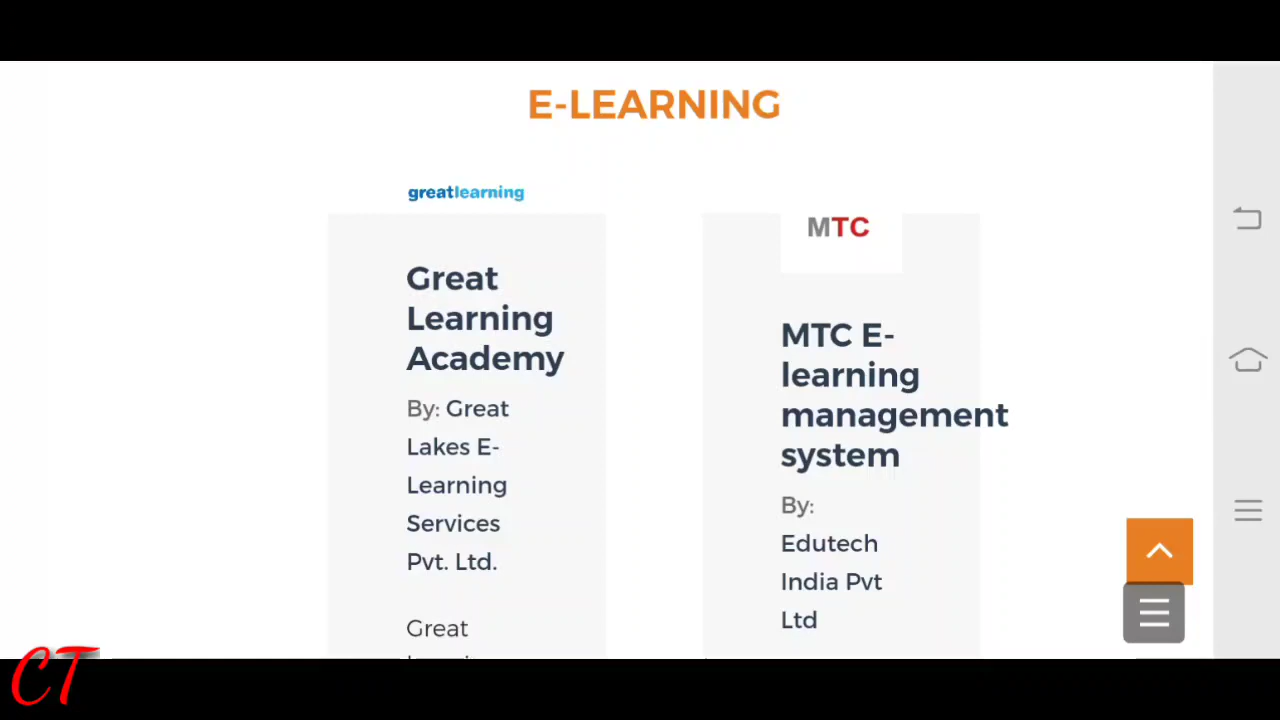 E-LEARNING
greatlearning
Great
Learning
Academy
By: Great
Lakes E-
Learning
Services
Pvt. Ltd.
Great
MTC
MTC E-
learning
management
system
By:
Edutech
India Pvt
Ltd
CT